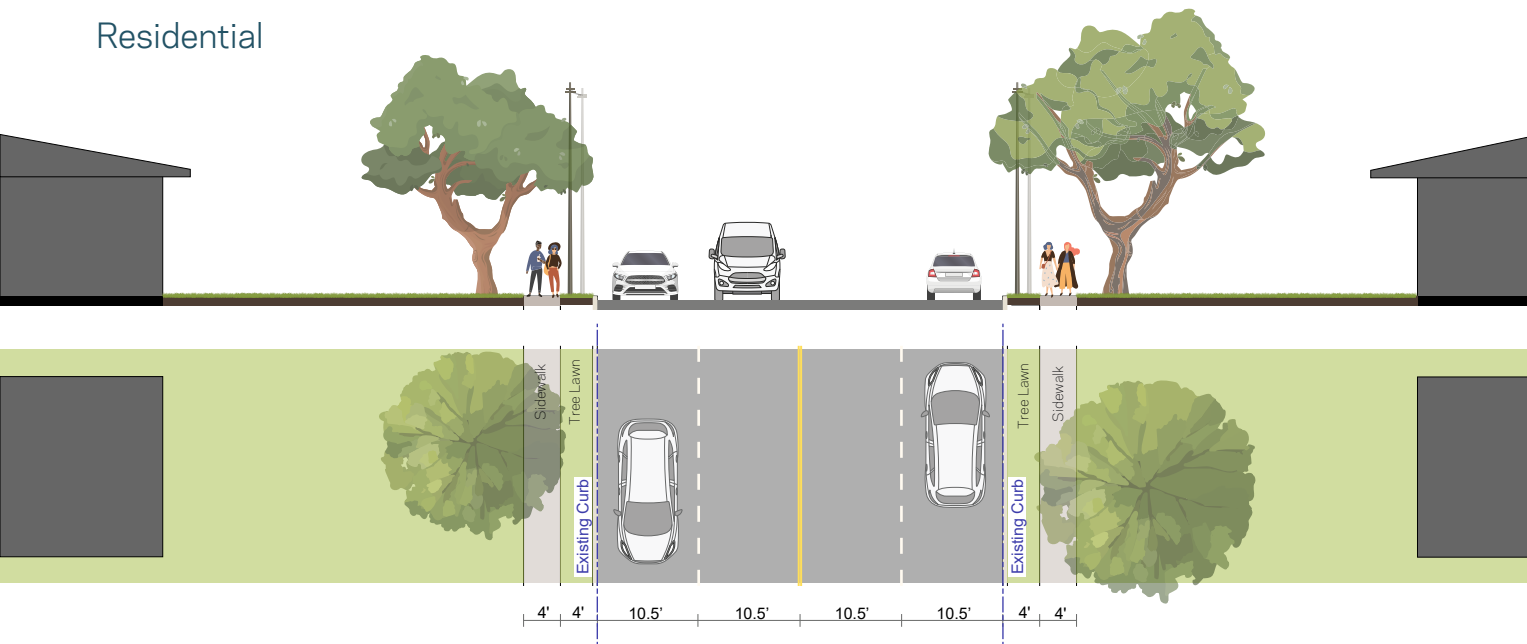 Residential
Sidewalk
Tree Lawn
Existing Curb
Existing Curb
Tree Lawn
Sidewalk
4' 4' 10.5’ 10.5’ 10.5’ 10.5’ 4' 4'